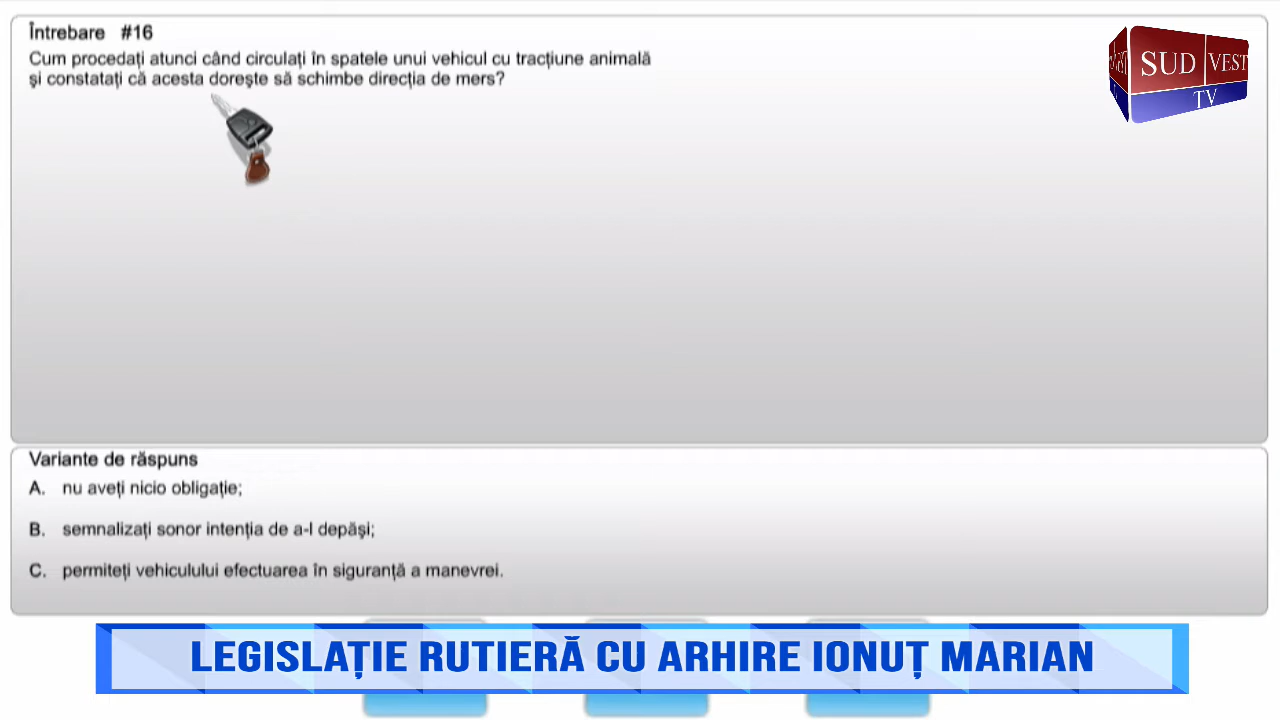 Întrebare #16
Cum procedați atunci când circulați în spatele unui vehicul cu tracțiune animală
și constatați că acesta dorește să schimbe direcția de mers?
SUD VEST
TV
Variante de răspuns
A. nu aveți nicio obligație;
B. semnalizați sonor intenția de a-l depăși;
C. permiteți vehiculului efectuarea în siguranță a manevrei.
LEGISLAȚIE RUTIERĂ CU ARHIRE IONUȚ MARIAN